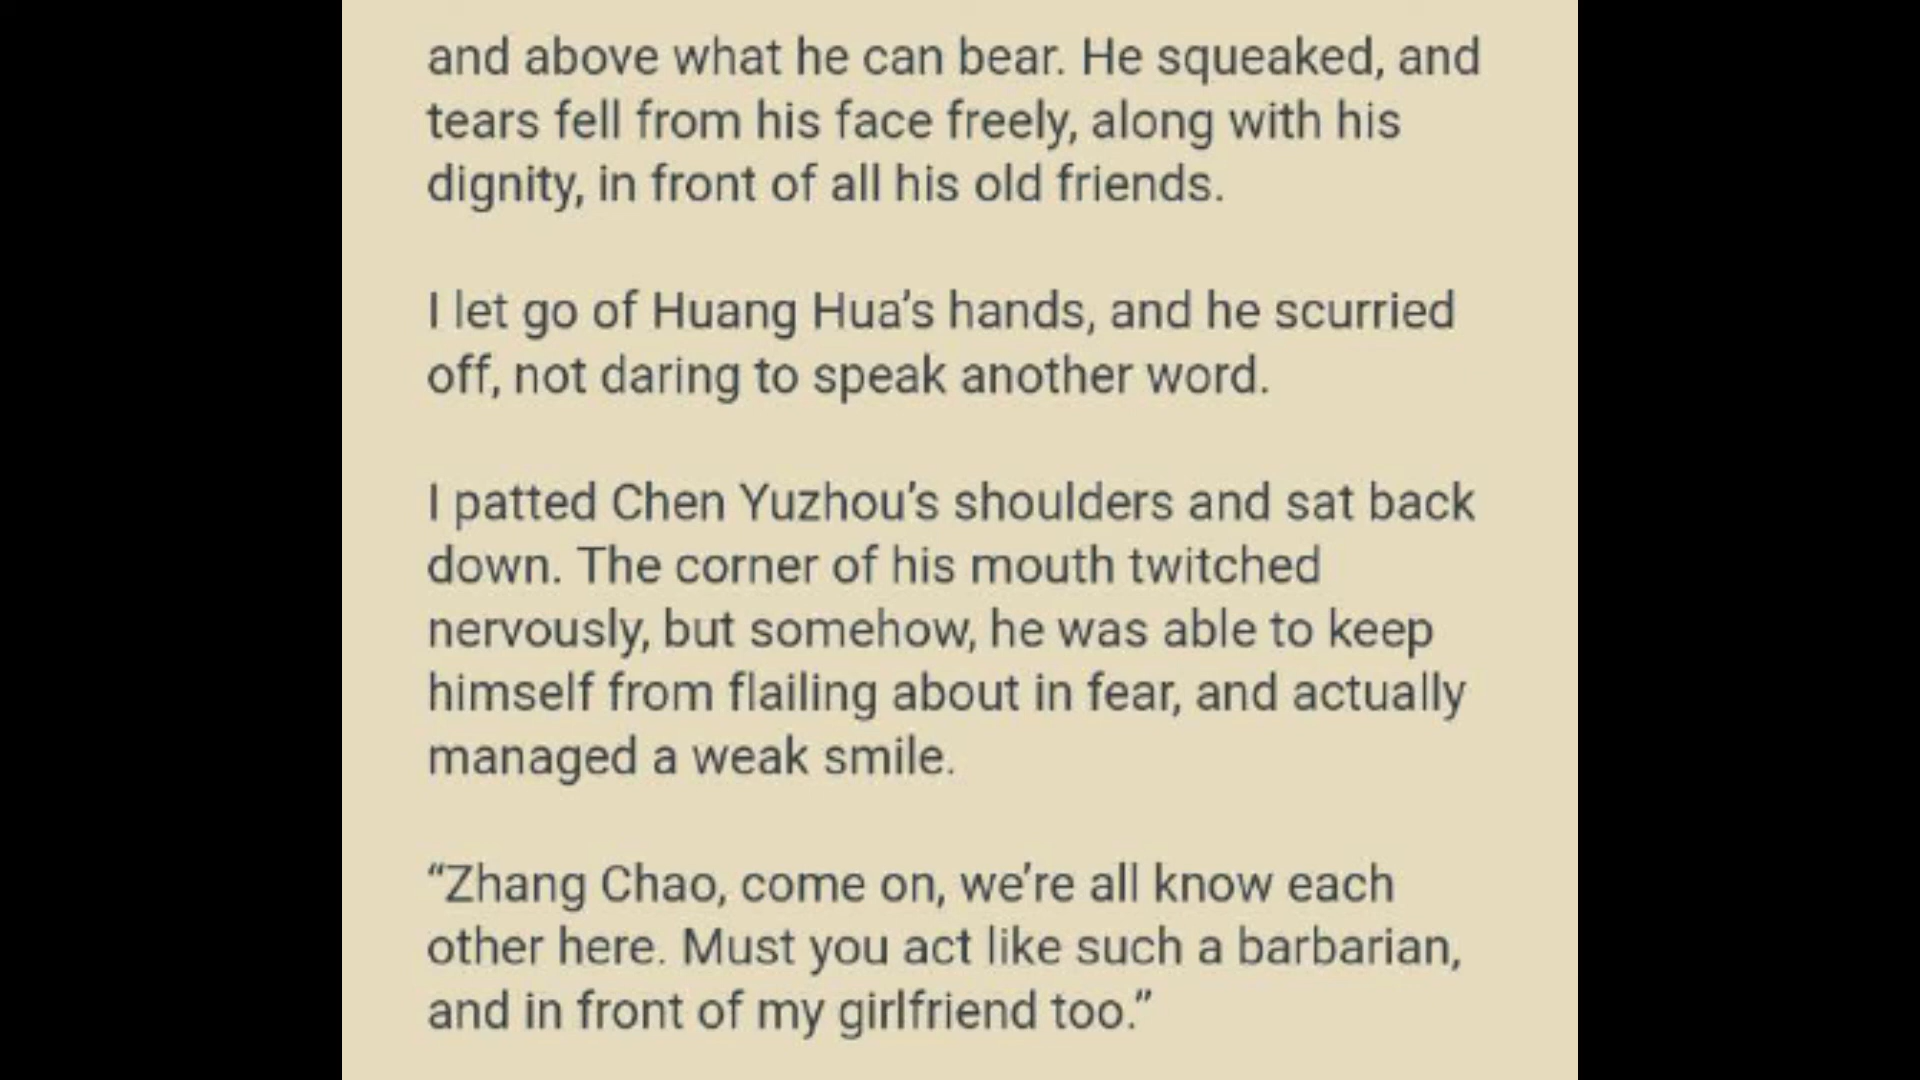 and above what he can bear. He squeaked, and
tears fell from his face freely, along with his
dignity, in front of all his old friends.
I let go of Huang Hua’s hands, and he scurried
off, not daring to speak another word.
I patted Chen Yuzhou’s shoulders and sat back
down. The corner of his mouth twitched
nervously, but somehow, he was able to keep
himself from flailing about in fear, and actually
managed a weak smile.
“Zhang Chao, come on, we’re all know each
other here. Must you act like such a barbarian,
and in front of my girlfriend too.”